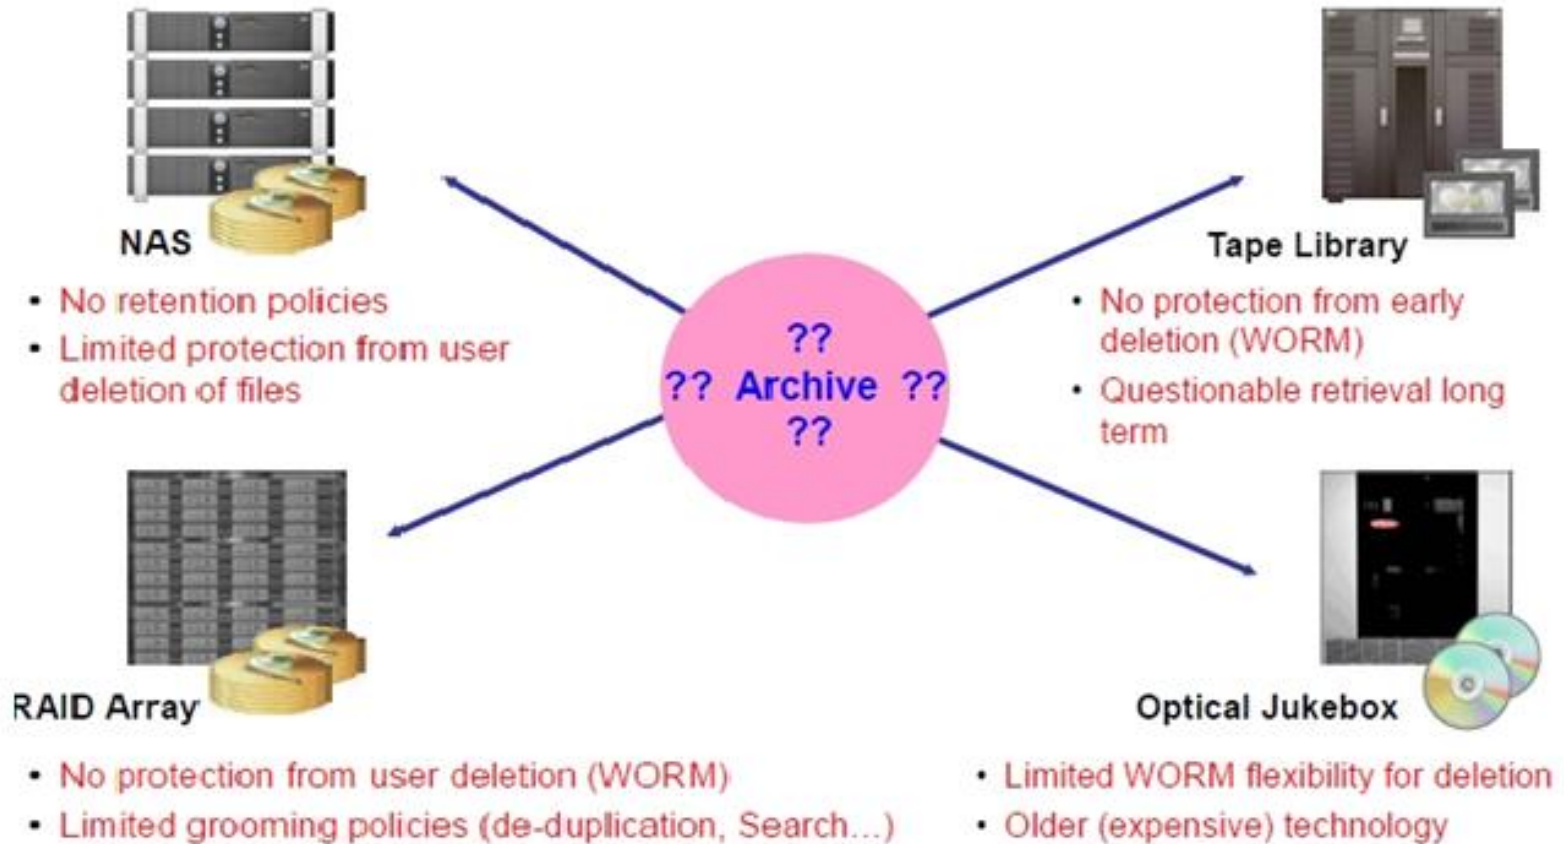 NAS
• No retention policies
• Limited protection from user
deletion of files
Tape Library
• No protection from early
deletion (WORM)
• Questionable retrieval long
term
??
?? Archive ??
??
RAID Array
• No protection from user deletion (WORM)
• Limited grooming policies (de-duplication, Search...)
Optical Jukebox
• Limited WORM flexibility for deletion
• Older (expensive) technology